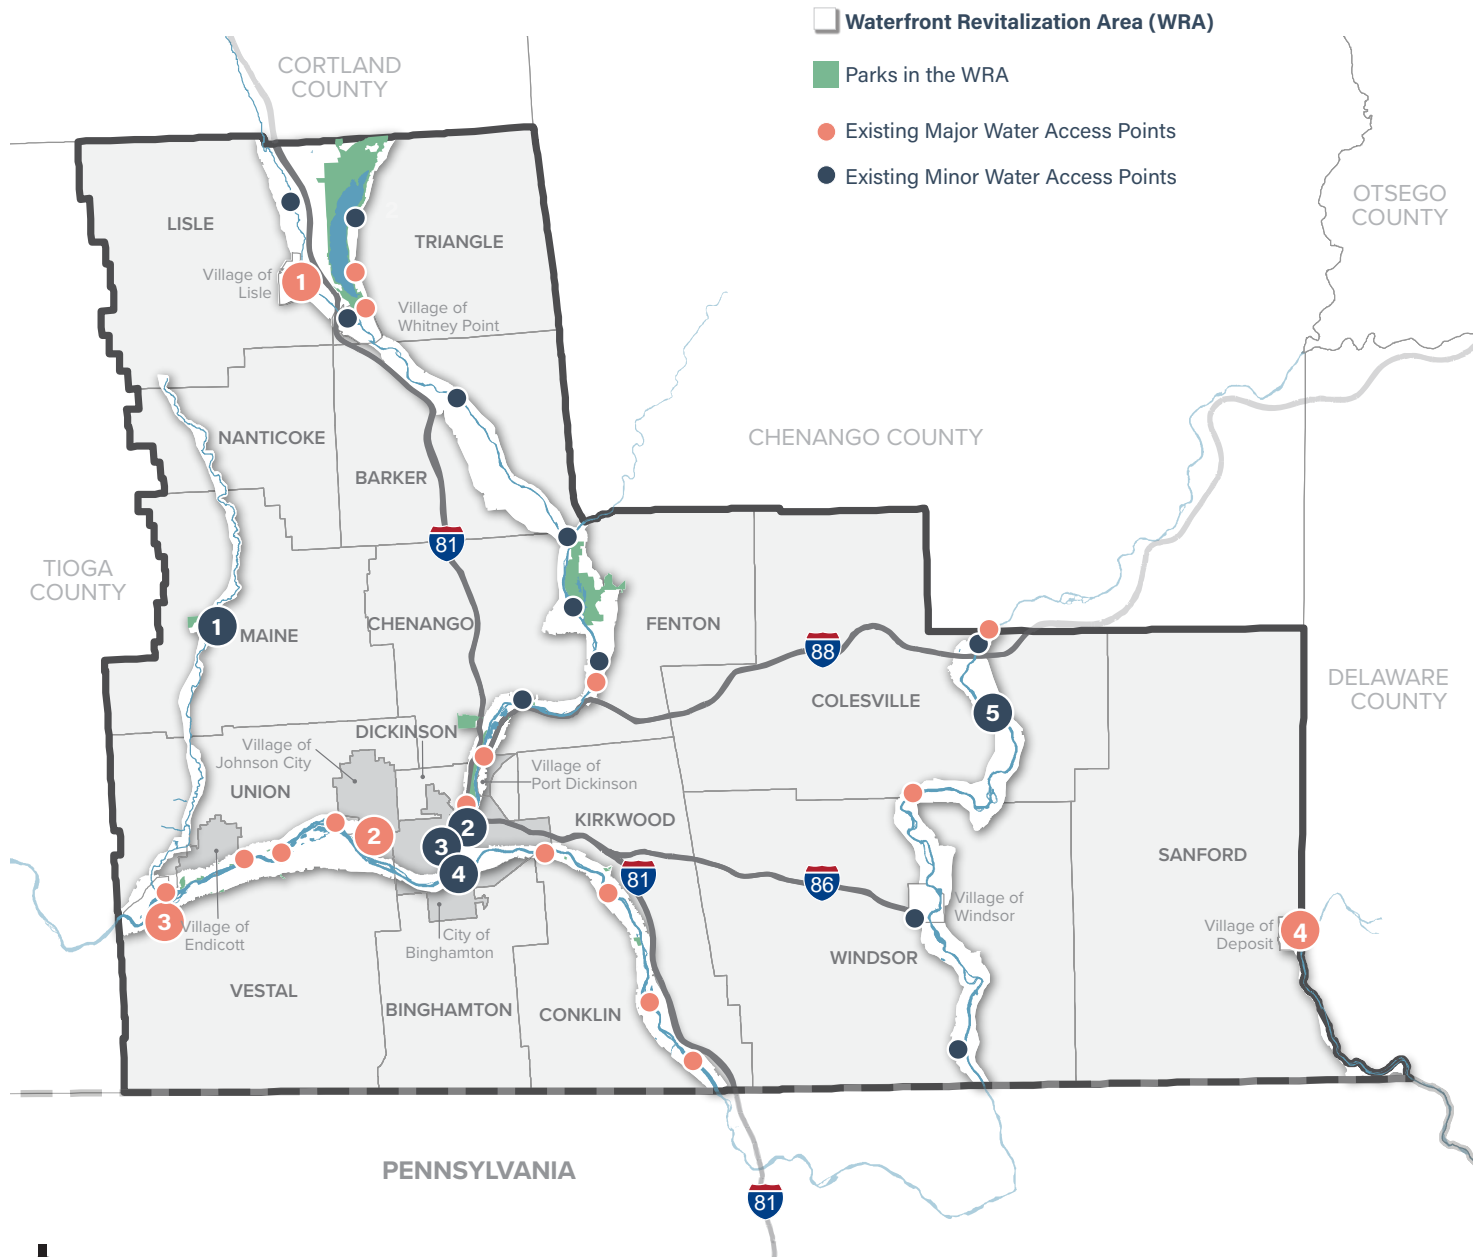 Waterfront Revitalization Area (WRA)
Parks in the WRA
Existing Major Water Access Points
Existing Minor Water Access Points
CORTLAND
COUNTY
OTSEGO
COUNTY
LISLE
TRIANGLE
Village of
Lisle
1
Village of
Whitney Point
NANTICOKE
BARKER
CHENANGO COUNTY
81
TIOGA
COUNTY
1
MAINE
CHENANGO
FENTON
88
COLESVILLE
5
DELAWARE
COUNTY
DICKINSON
Village of
Johnson City
UNION
Village of
Port Dickinson
KIRKWOOD
2
2
3
4
81
86
SANFORD
Village of
Windsor
3
Village of
Endicott
City of
Binghamton
WINDSOR
Village of
Deposit
4
VESTAL
BINGHAMTON
CONKLIN
PENNSYLVANIA
81